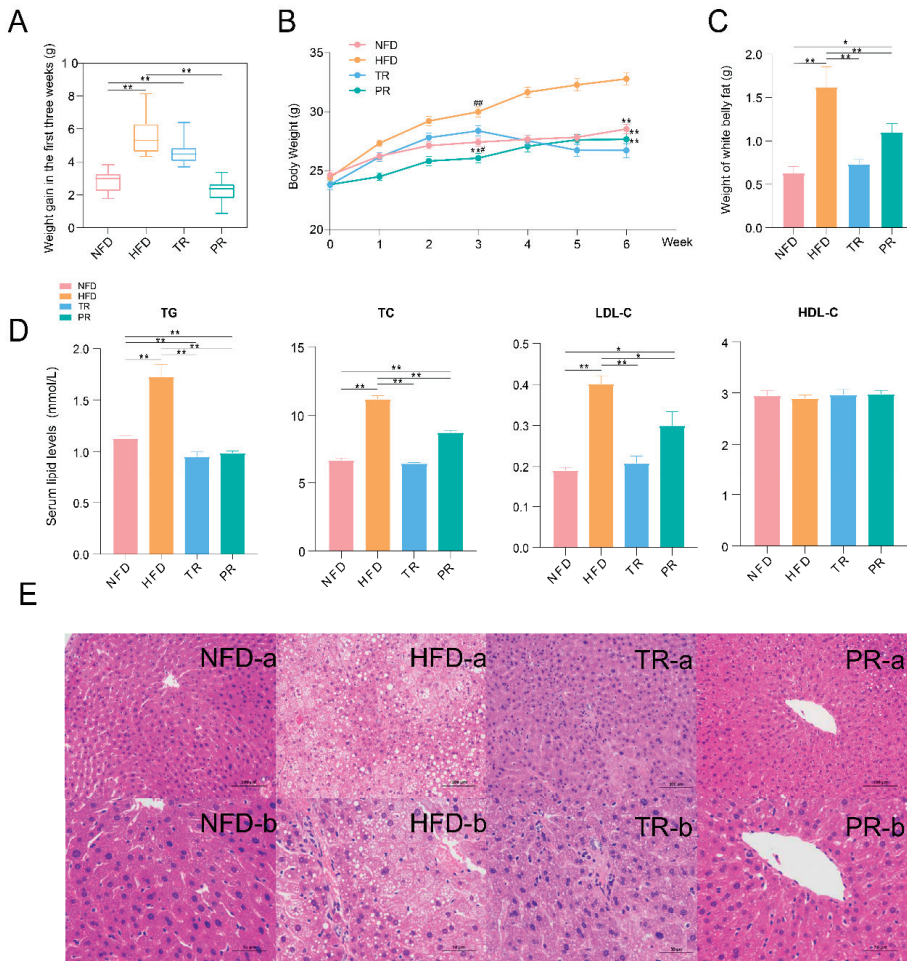 A
Weight gain in the first three weeks (g)
10
8
6
4
2
0
**
**
**
NFD
HFD
TR
PR
B
Body Weight (g)
35
30
25
20
NFD
HFD
TR
PR
##
**#
**
**
**
0 1 2 3 4 5 6 Week
C
Weight of white belly fat (g)
2.0
1.5
1.0
0.5
0.0
*
**
** **
NFD
HFD
TR
PR
NFD
HFD
TR
PR
D
Serum lipid levels (mmol/L)
TG
2.0
1.5
1.0
0.5
0.0
**
**
**
** **
NFD
HFD
TR
PR
TC
15
10
5
0
**
**
** **
NFD
HFD
TR
PR
LDL-C
0.5
0.4
0.3
0.2
0.1
0.0
*
*
** **
NFD
HFD
TR
PR
HDL-C
4
3
2
1
0
NFD
HFD
TR
PR
E
NFD-a HFD-a TR-a PR-a
NFD-b HFD-b TR-b PR-b